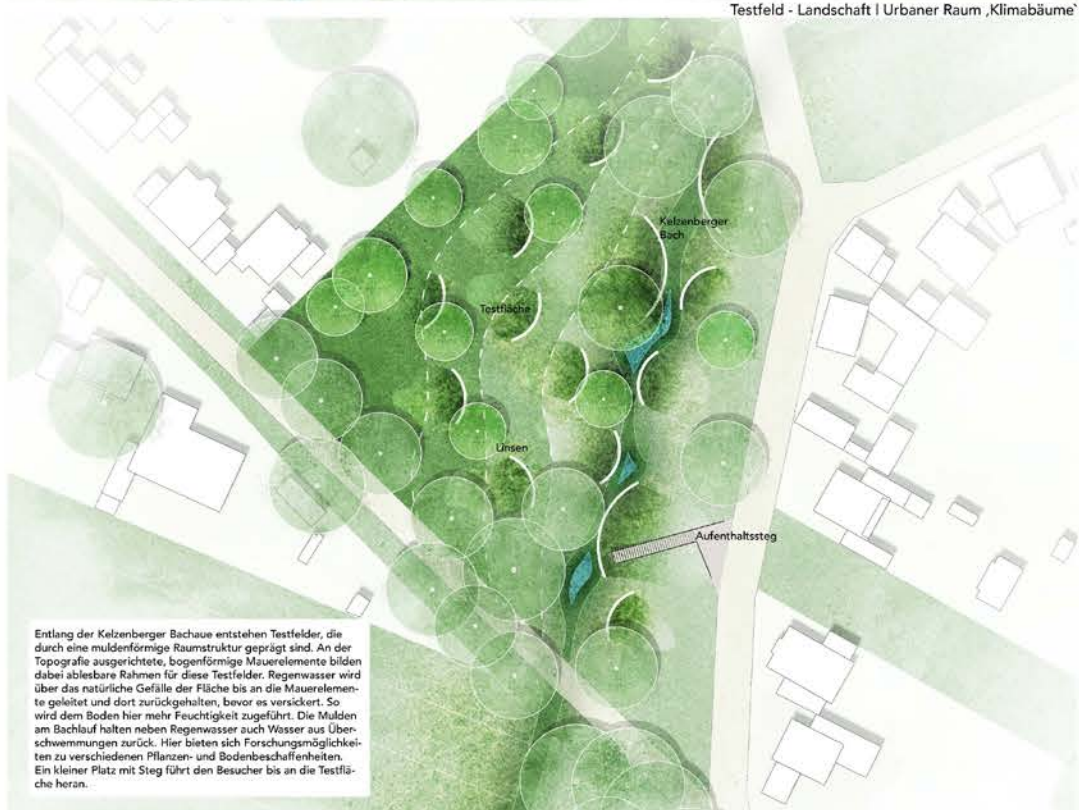 Testfeld - Landschaft | Urbaner Raum ‚Klimabäume`
Kelzenberger
Bach
Testfläche
Linsen
Aufenthaltssteg
Entlang der Kelzenberger Bachaue entstehen Testfelder, die
durch eine muldenförmige Raumstruktur geprägt sind. An der
Topografie ausgerichtete, bogenförmige Mauerelemente bilden
dabei ablesbare Rahmen für diese Testfelder. Regenwasser wird
über das natürliche Gefälle der Fläche bis an die Mauerelemen-
te geleitet und dort zurückgehalten, bevor es versickert. So
wird dem Boden hier mehr Feuchtigkeit zugeführt. Die Mulden
am Bachlauf halten neben Regenwasser auch Wasser aus Über-
schwemmungen zurück. Hier bieten sich Forschungsmöglichkei-
ten zu verschiedenen Pflanzen- und Bodenbeschaffenheiten.
Ein kleiner Platz mit Steg führt den Besucher bis an die Testflä-
che heran.